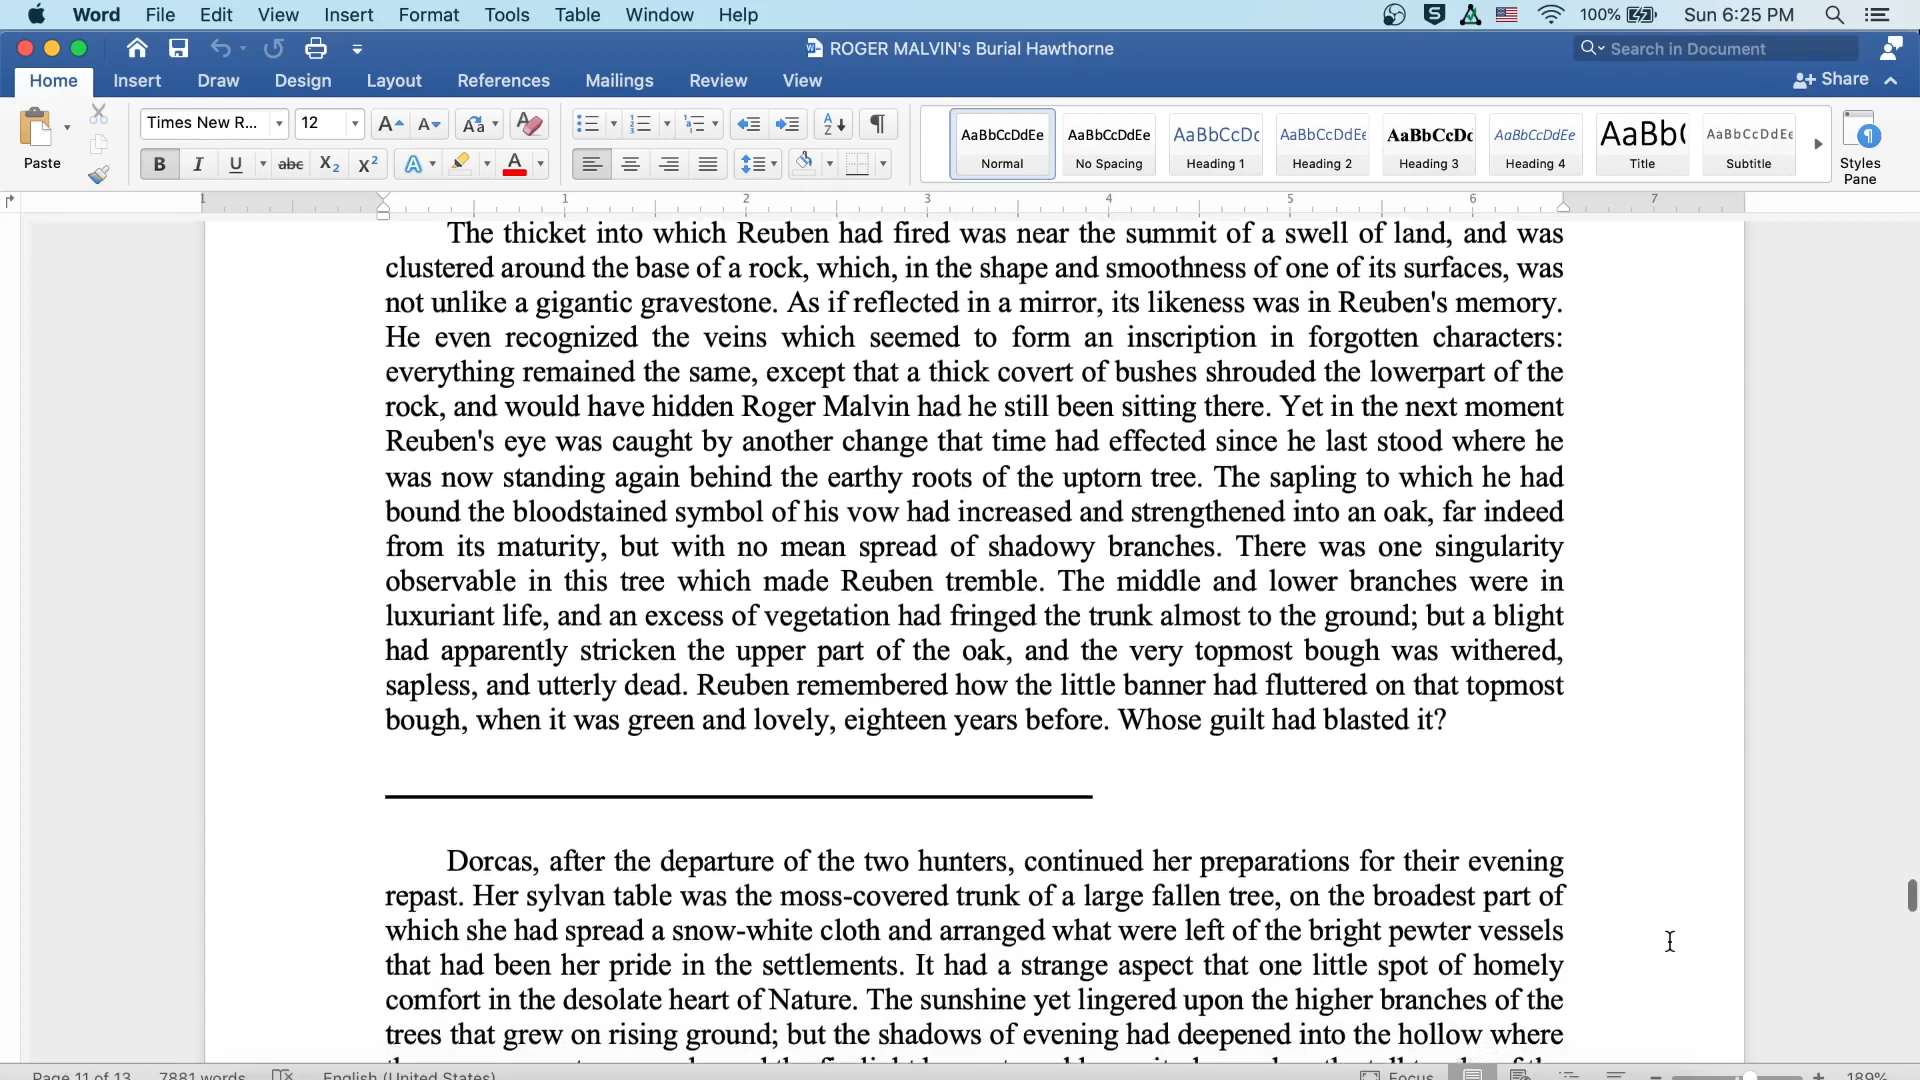 Word File Edit View Insert Format Tools Table Window Help 100% Sun 6:25 PM
ROGER MALVIN's Burial Hawthorne Search in Document
Home Insert Draw Design Layout References Mailings Review View Share
Paste Times New R... 12 AaBbCcDdEe AaBbCcDdEe AaBbCcDc AaBbCcDdEe AaBbCcDc AaBbCcDdEe AaBb( AaBbCcDdEe
Normal No Spacing Heading 1 Heading 2 Heading 3 Heading 4 Title Subtitle Styles Pane
1 1 2 3 4 5 6 7
The thicket into which Reuben had fired was near the summit of a swell of land, and was
clustered around the base of a rock, which, in the shape and smoothness of one of its surfaces, was
not unlike a gigantic gravestone. As if reflected in a mirror, its likeness was in Reuben's memory.
He even recognized the veins which seemed to form an inscription in forgotten characters:
everything remained the same, except that a thick covert of bushes shrouded the lowerpart of the
rock, and would have hidden Roger Malvin had he still been sitting there. Yet in the next moment
Reuben's eye was caught by another change that time had effected since he last stood where he
was now standing again behind the earthy roots of the uptorn tree. The sapling to which he had
bound the bloodstained symbol of his vow had increased and strengthened into an oak, far indeed
from its maturity, but with no mean spread of shadowy branches. There was one singularity
observable in this tree which made Reuben tremble. The middle and lower branches were in
luxuriant life, and an excess of vegetation had fringed the trunk almost to the ground; but a blight
had apparently stricken the upper part of the oak, and the very topmost bough was withered,
sapless, and utterly dead. Reuben remembered how the little banner had fluttered on that topmost
bough, when it was green and lovely, eighteen years before. Whose guilt had blasted it?
Dorcas, after the departure of the two hunters, continued her preparations for their evening
repast. Her sylvan table was the moss-covered trunk of a large fallen tree, on the broadest part of
which she had spread a snow-white cloth and arranged what were left of the bright pewter vessels
that had been her pride in the settlements. It had a strange aspect that one little spot of homely
comfort in the desolate heart of Nature. The sunshine yet lingered upon the higher branches of the
trees that grew on rising ground; but the shadows of evening had deepened into the hollow where
Page 11 of 13 7881 words English (United States) Focus 189%